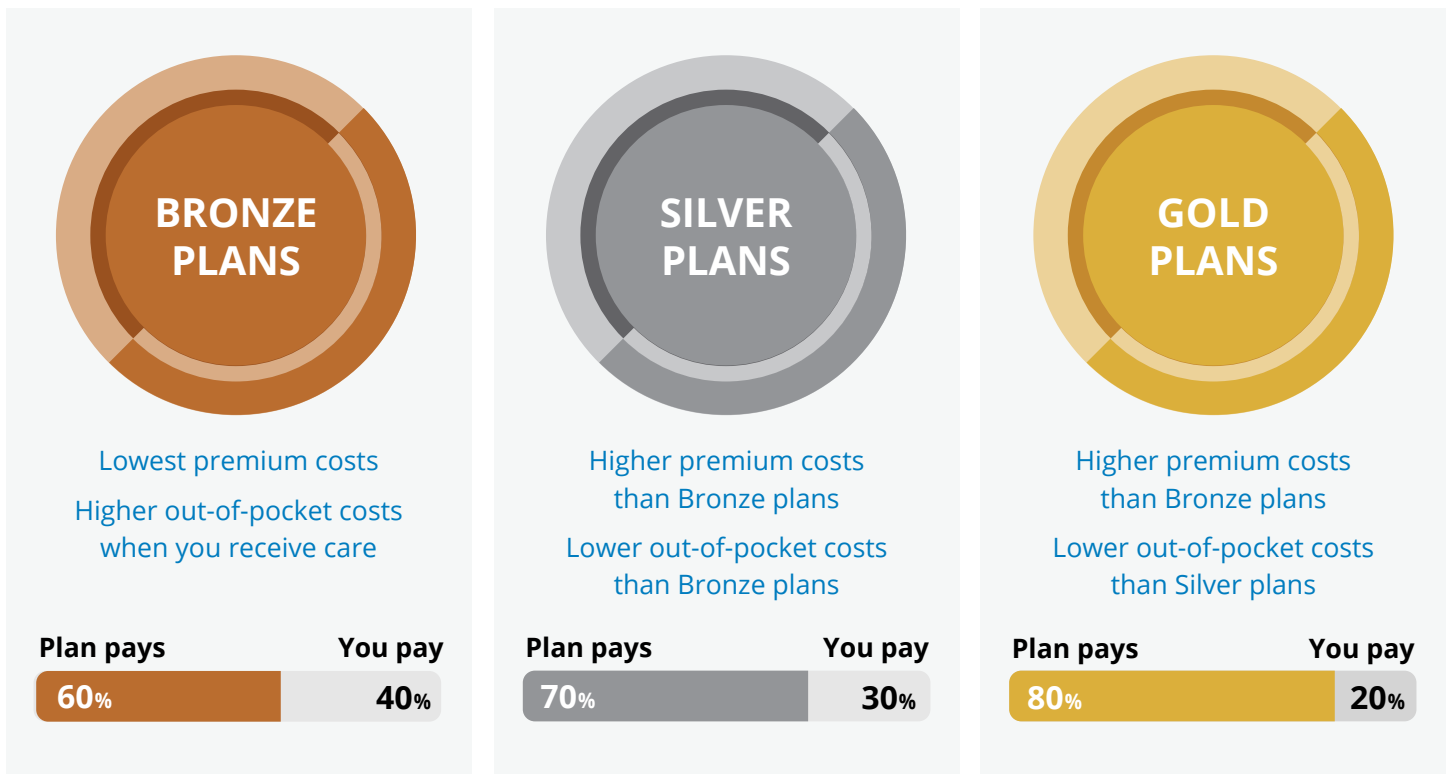 BRONZE
PLANS
Lowest premium costs
Higher out-of-pocket costs
when you receive care
Plan pays You pay
60% 40%
SILVER
PLANS
Higher premium costs
than Bronze plans
Lower out-of-pocket costs
than Bronze plans
Plan pays You pay
70% 30%
GOLD
PLANS
Higher premium costs
than Bronze plans
Lower out-of-pocket costs
than Silver plans
Plan pays You pay
80% 20%